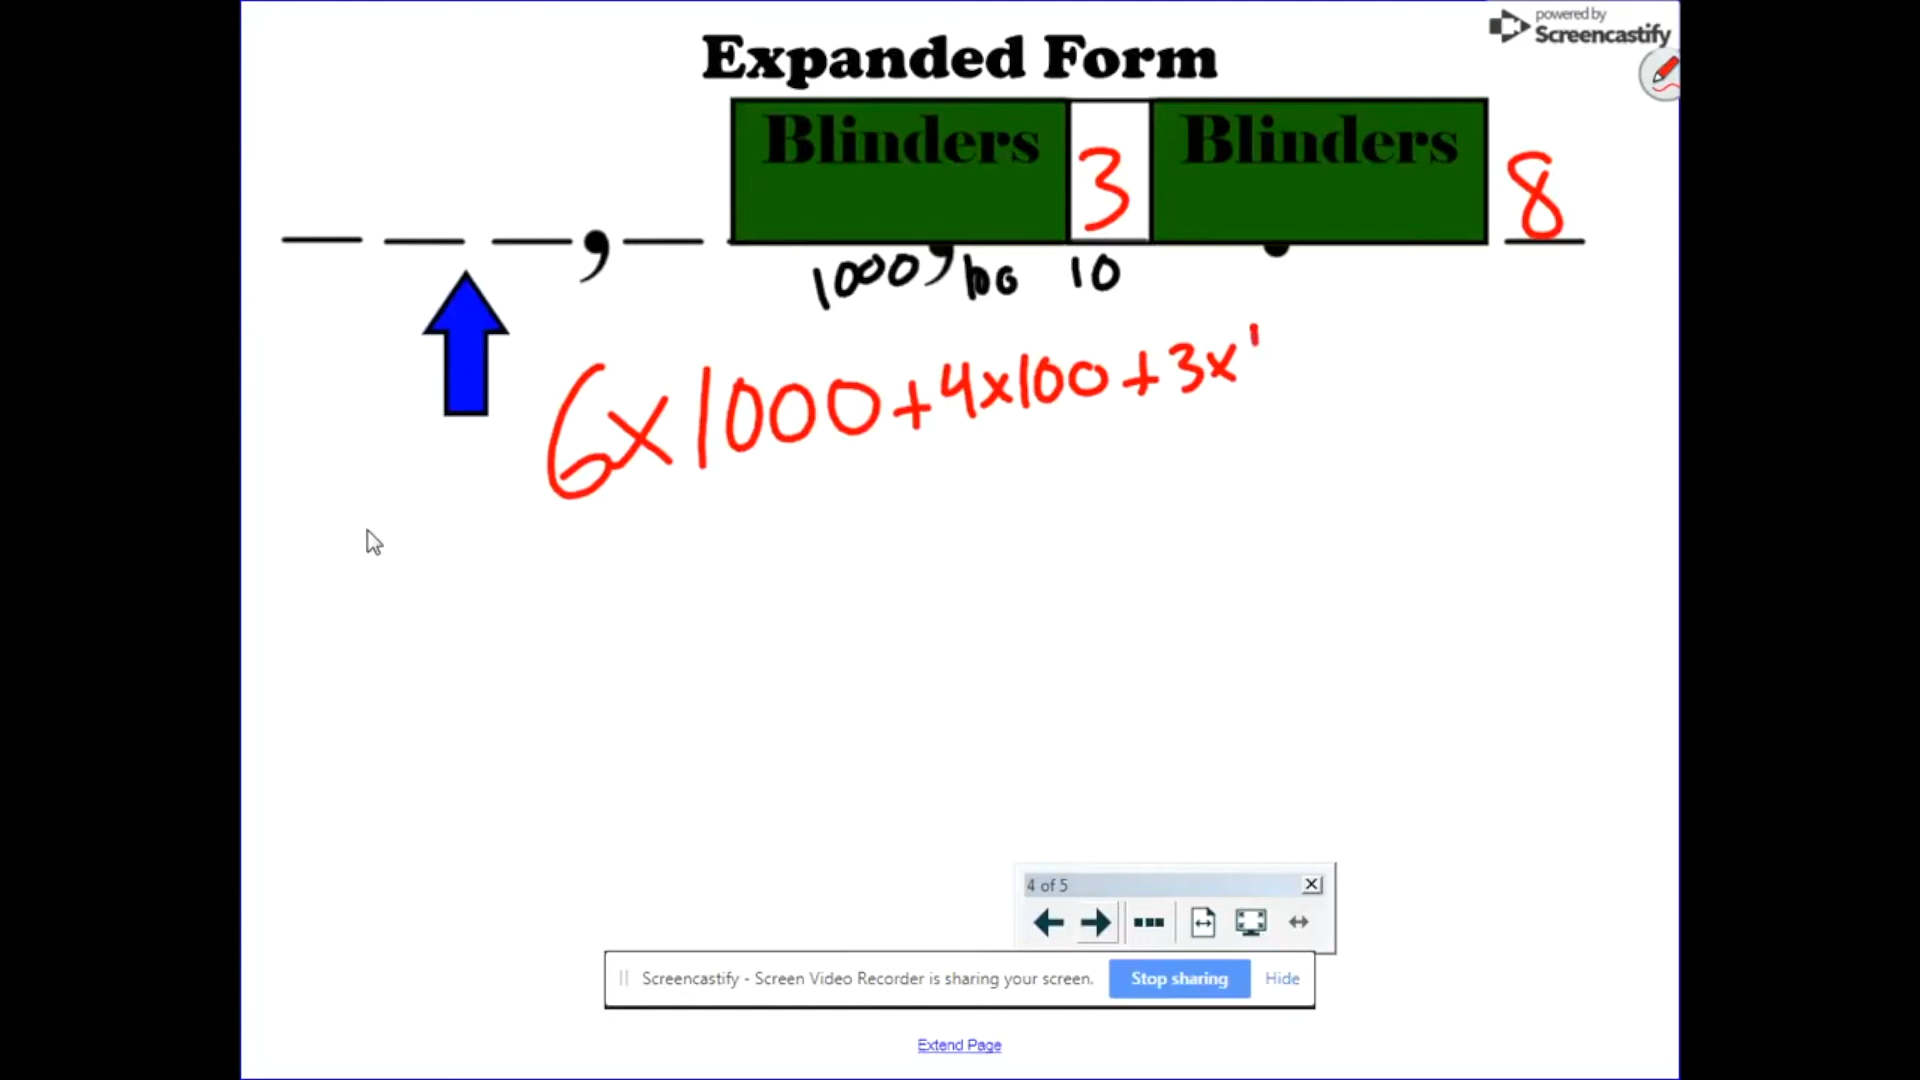 powered by
Screencastify
Expanded Form
Blinders 3 Blinders 8
,
1000, 100 10
6x1000+4x100+3x'
4 of 5
Screencastify - Screen Video Recorder is sharing your screen. Stop sharing Hide
Extend Page